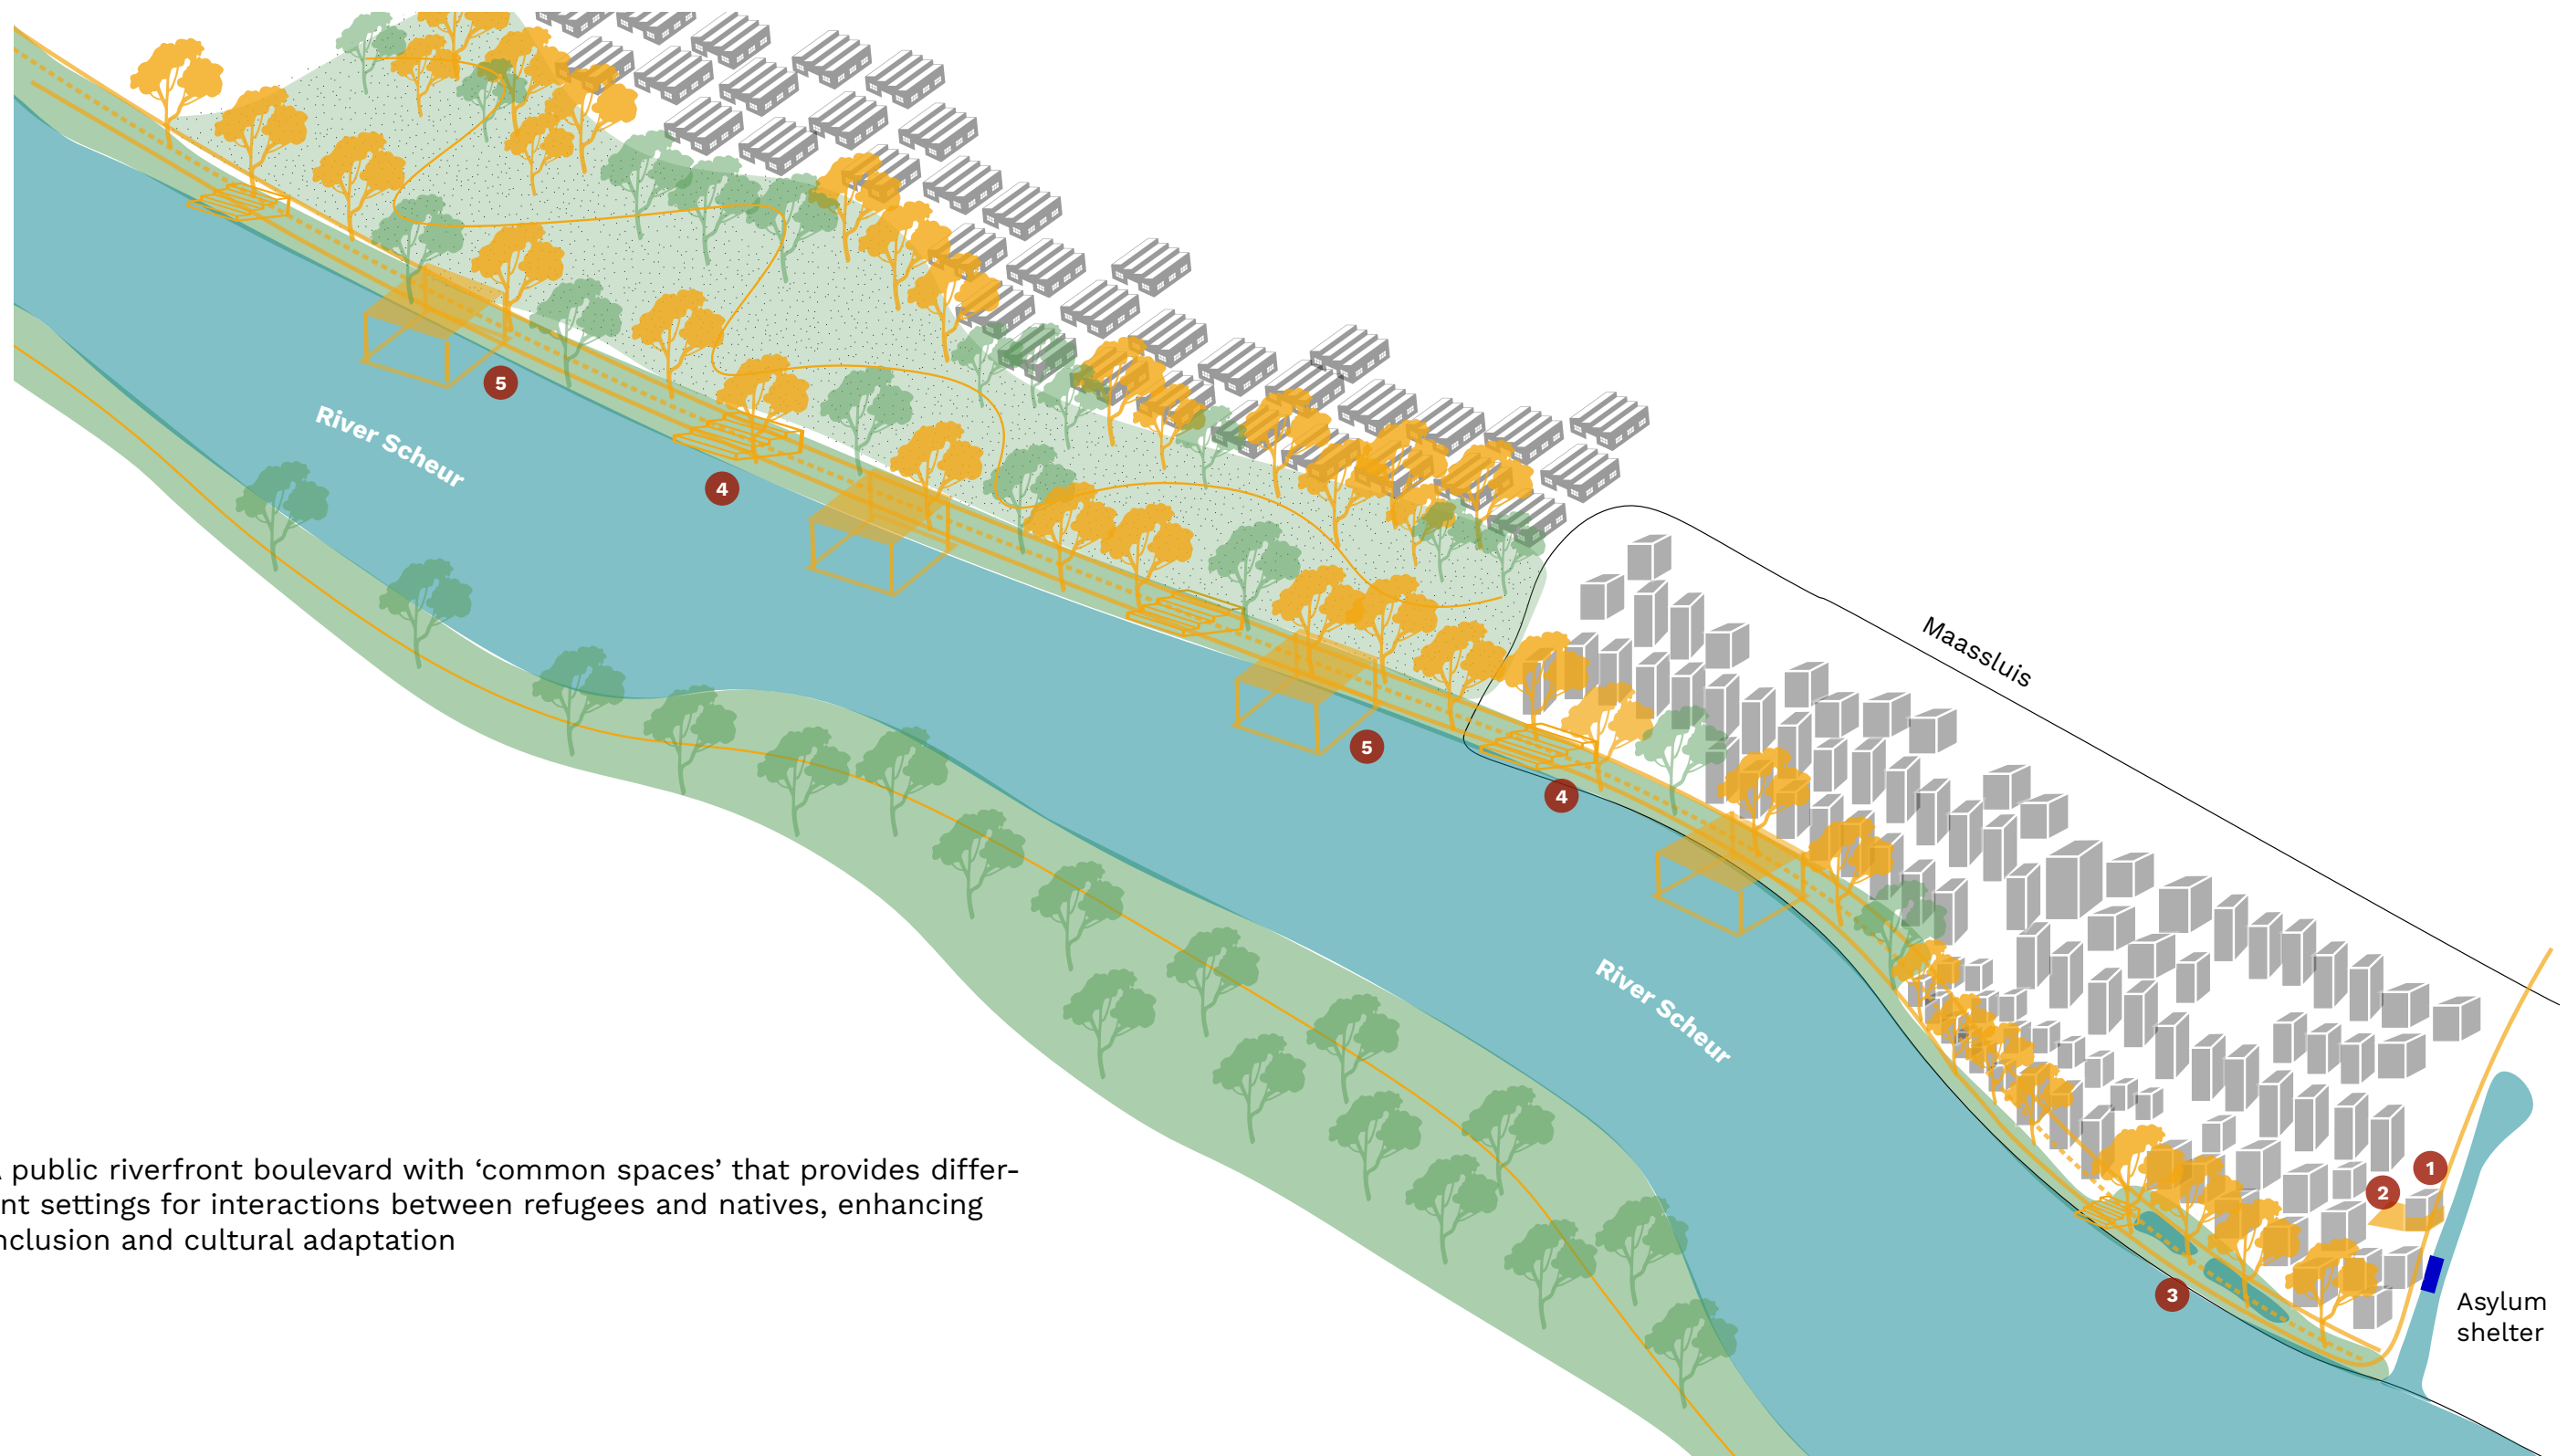 5
River Scheur
4
Maassluis
5
4
River Scheur
public riverfront boulevard with ‘common spaces’ that provides differ-
nt settings for interactions between refugees and natives, enhancing
nclusion and cultural adaptation
1
2
3
Asylum
shelter